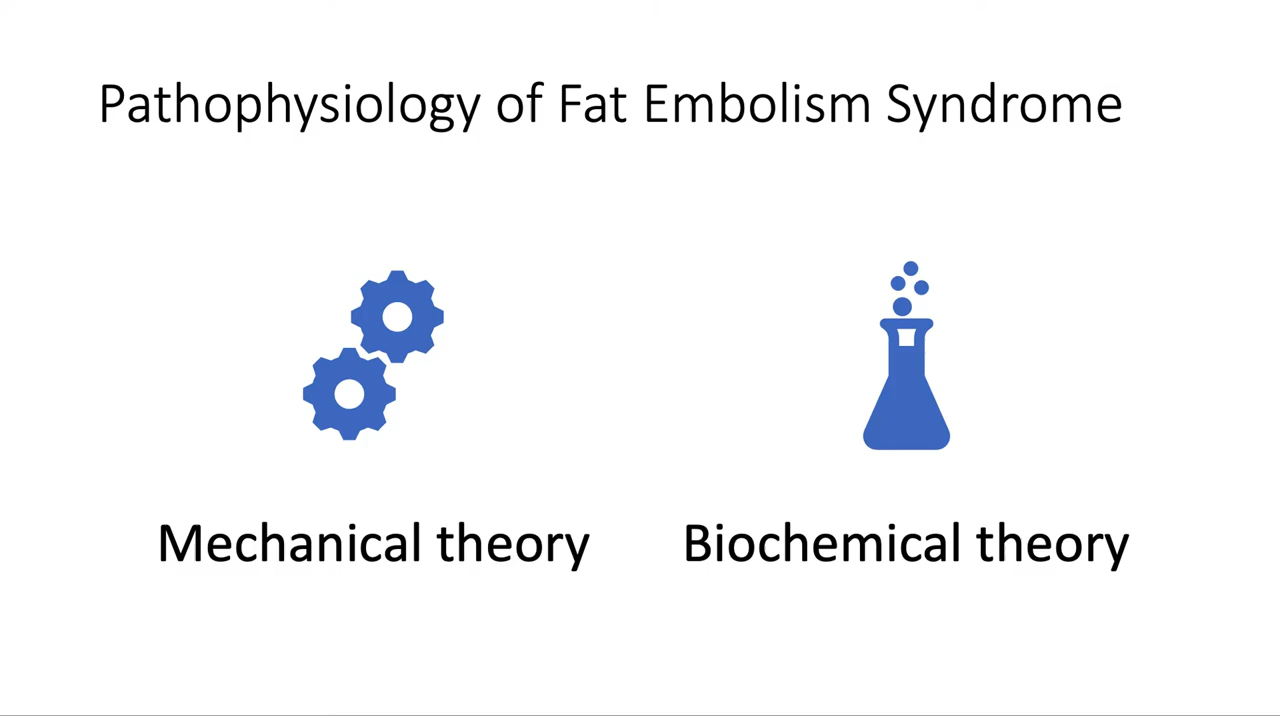 Pathophysiology of Fat Embolism Syndrome
Mechanical theory
Biochemical theory